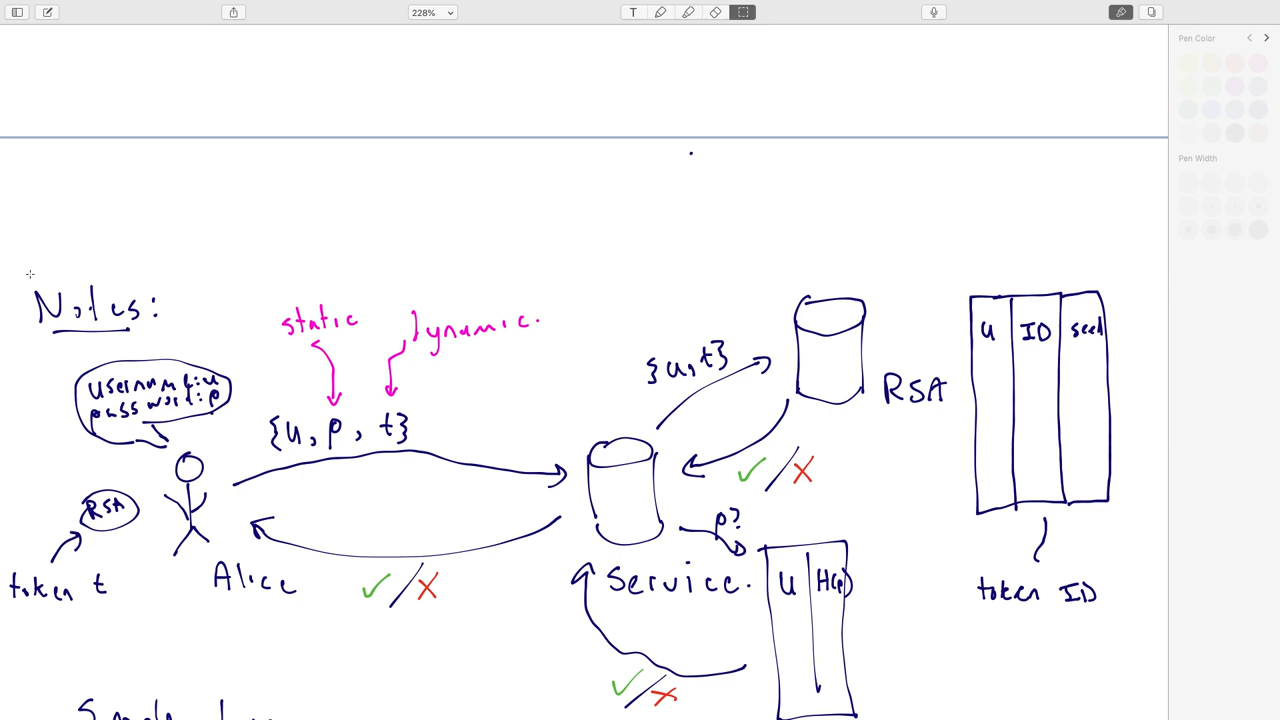 228%
T
Pen Color
Pen Width
Notes:
static
dynamic.
username: u
password: p
{u, p, t}
{u, t}
RSA
u
ID
seed
RSA
token t
Alice
✓/X
✓/X
p?
Service.
u
H(p)
token ID
✓/X